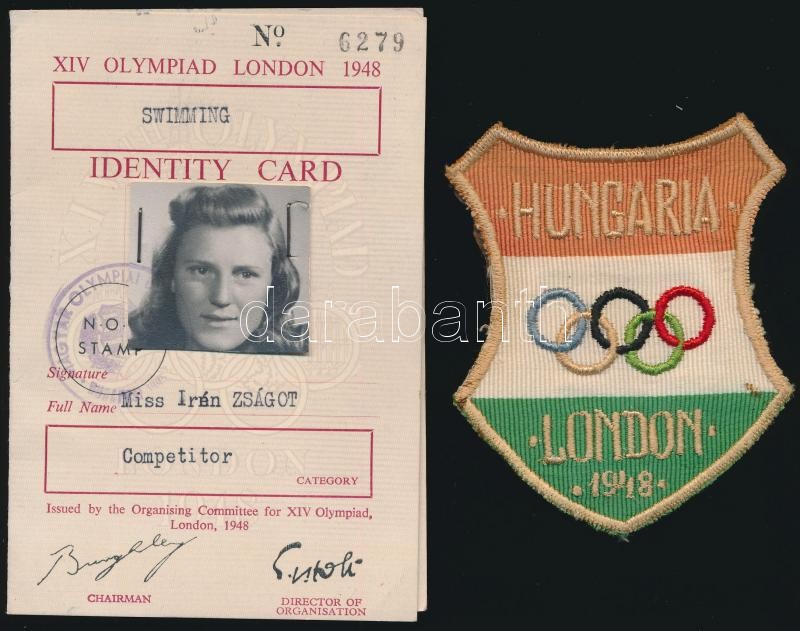 Nº 6279
XIV OLYMPIAD LONDON 1948
SWIMMING
IDENTITY CARD
N.O.
STAMP
Signature
Full Name Miss Irén ZSÁGOT
Competitor
CATEGORY
Issued by the Organising Committee for XIV Olympiad,
London, 1948
Burghley
CHAIRMAN
DIRECTOR OF
ORGANISATION
HUNGARIA
LONDON
1948
darabanth